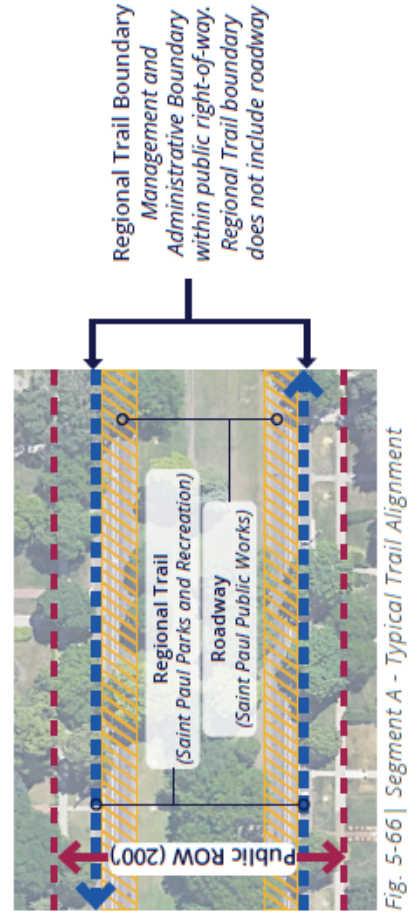 Regional Trail Boundary
Management and
Administrative Boundary
within public right-of-way.
Regional Trail boundary
does not include roadway
Regional Trail
(Saint Paul Parks and Recreation)
Roadway
(Saint Paul Public Works)
Public ROW (200')
Fig. 5-66 | Segment A - Typical Trail Alignment